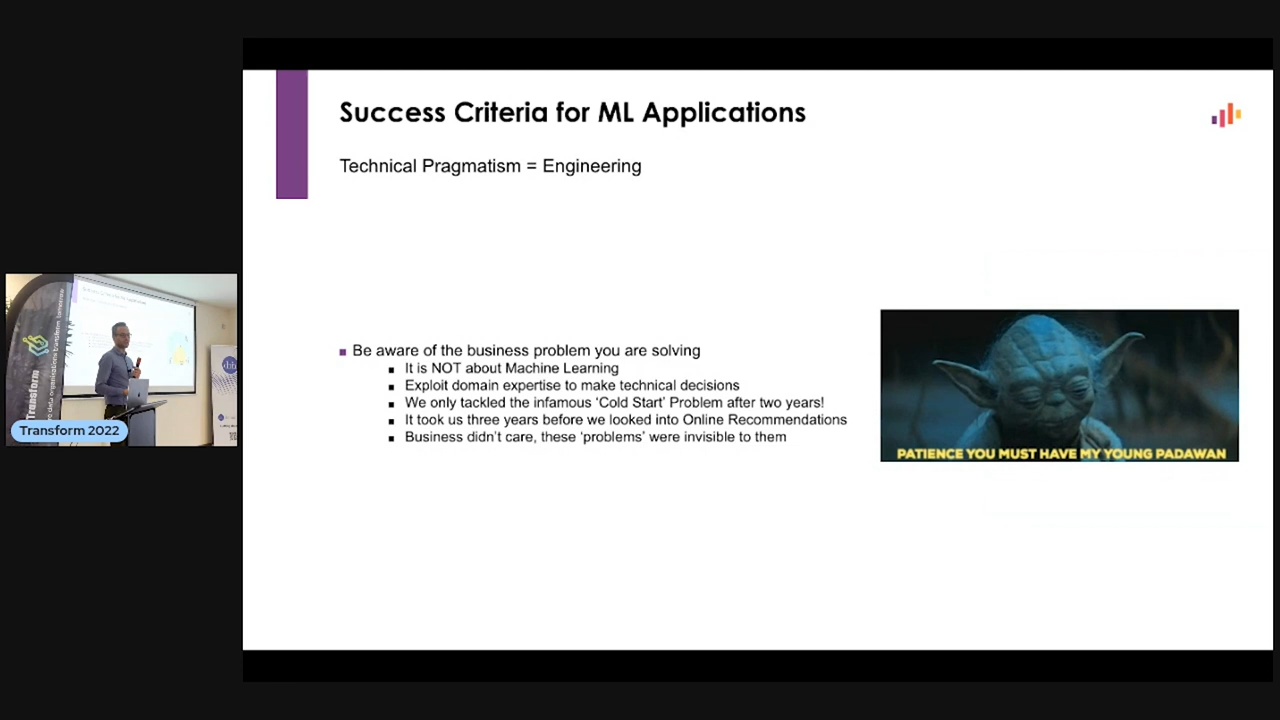 Success Criteria for ML Applications
Technical Pragmatism = Engineering
Be aware of the business problem you are solving
It is NOT about Machine Learning
Exploit domain expertise to make technical decisions
We only tackled the infamous ‘Cold Start’ Problem after two years!
It took us three years before we looked into Online Recommendations
Business didn’t care, these ‘problems’ were invisible to them
PATIENCE YOU MUST HAVE MY YOUNG PADAWAN
Transform
Transform 2022